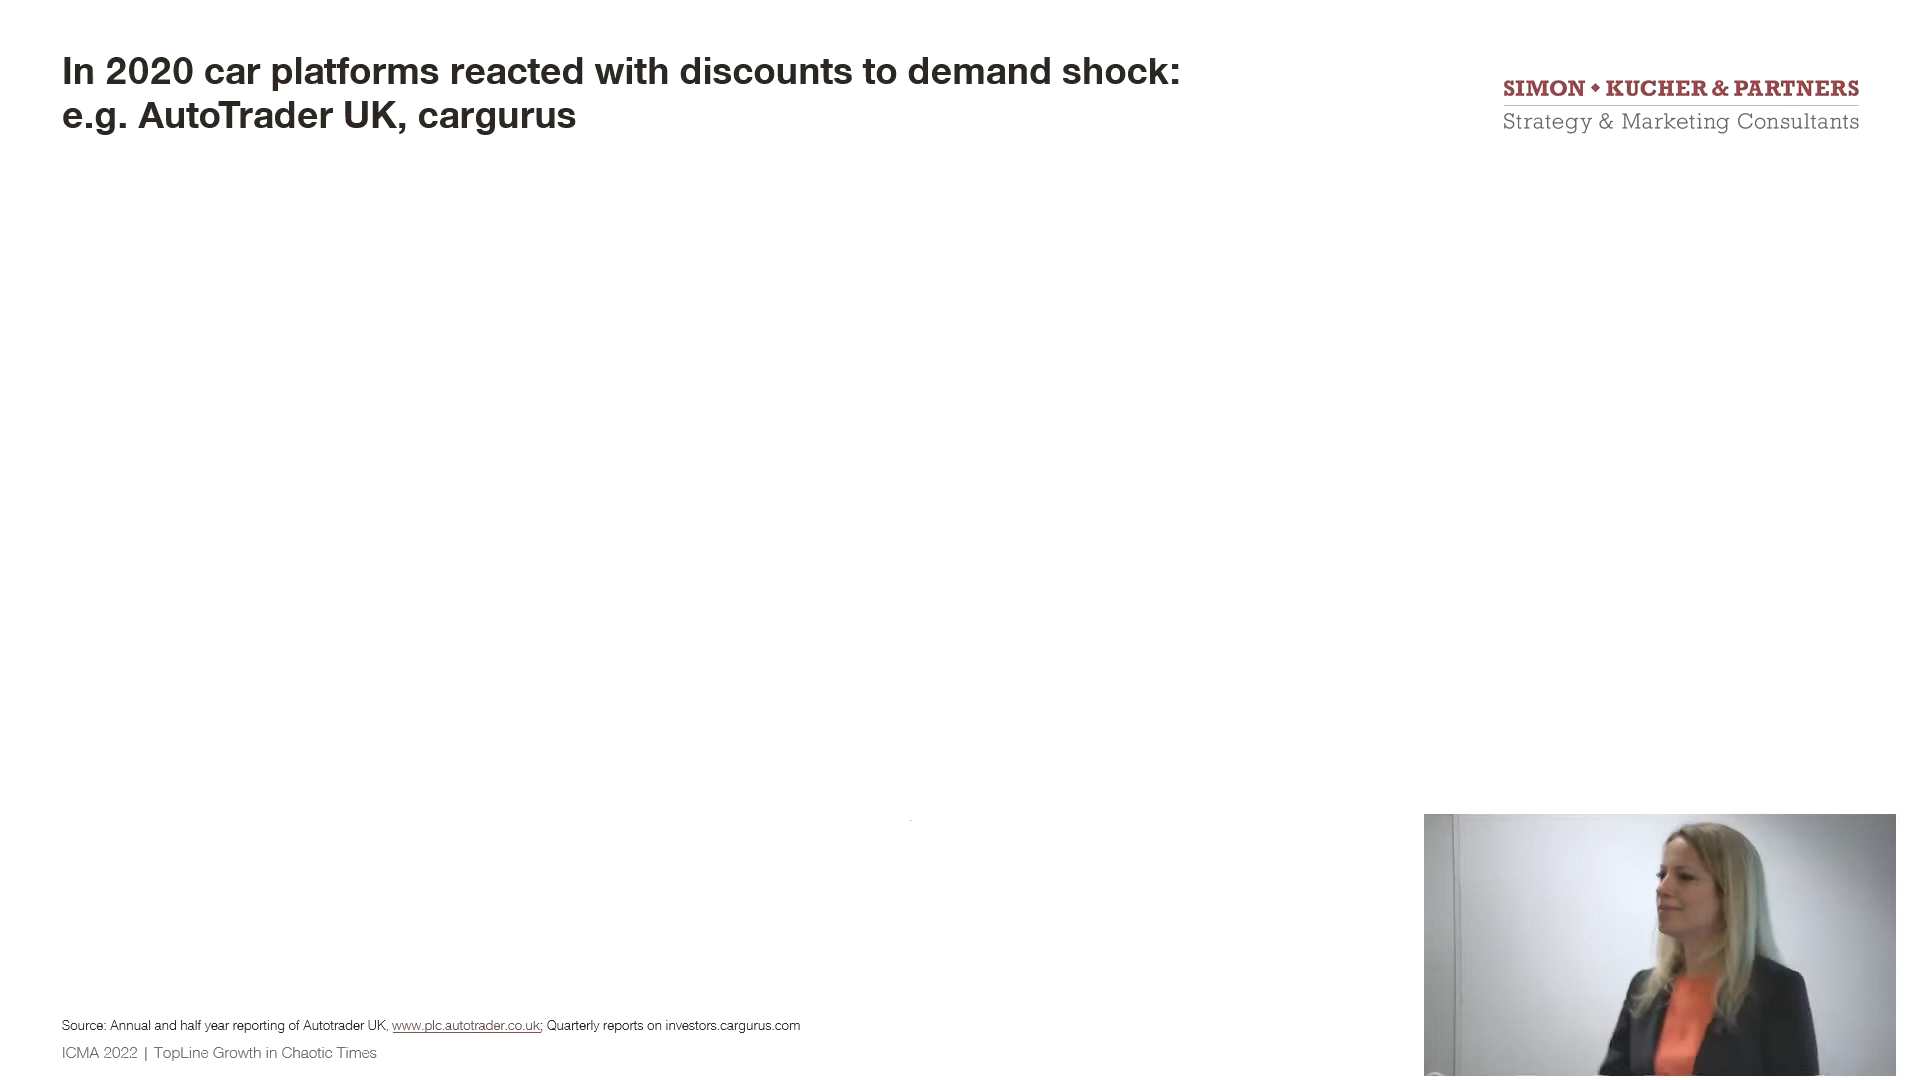 In 2020 car platforms reacted with discounts to demand shock:
e.g. AutoTrader UK, cargurus
SIMON • KUCHER & PARTNERS
Strategy & Marketing Consultants
Source: Annual and half year reporting of Autotrader UK, www.plc.autotrader.co.uk; Quarterly reports on investors.cargurus.com
ICMA 2022 | TopLine Growth in Chaotic Times